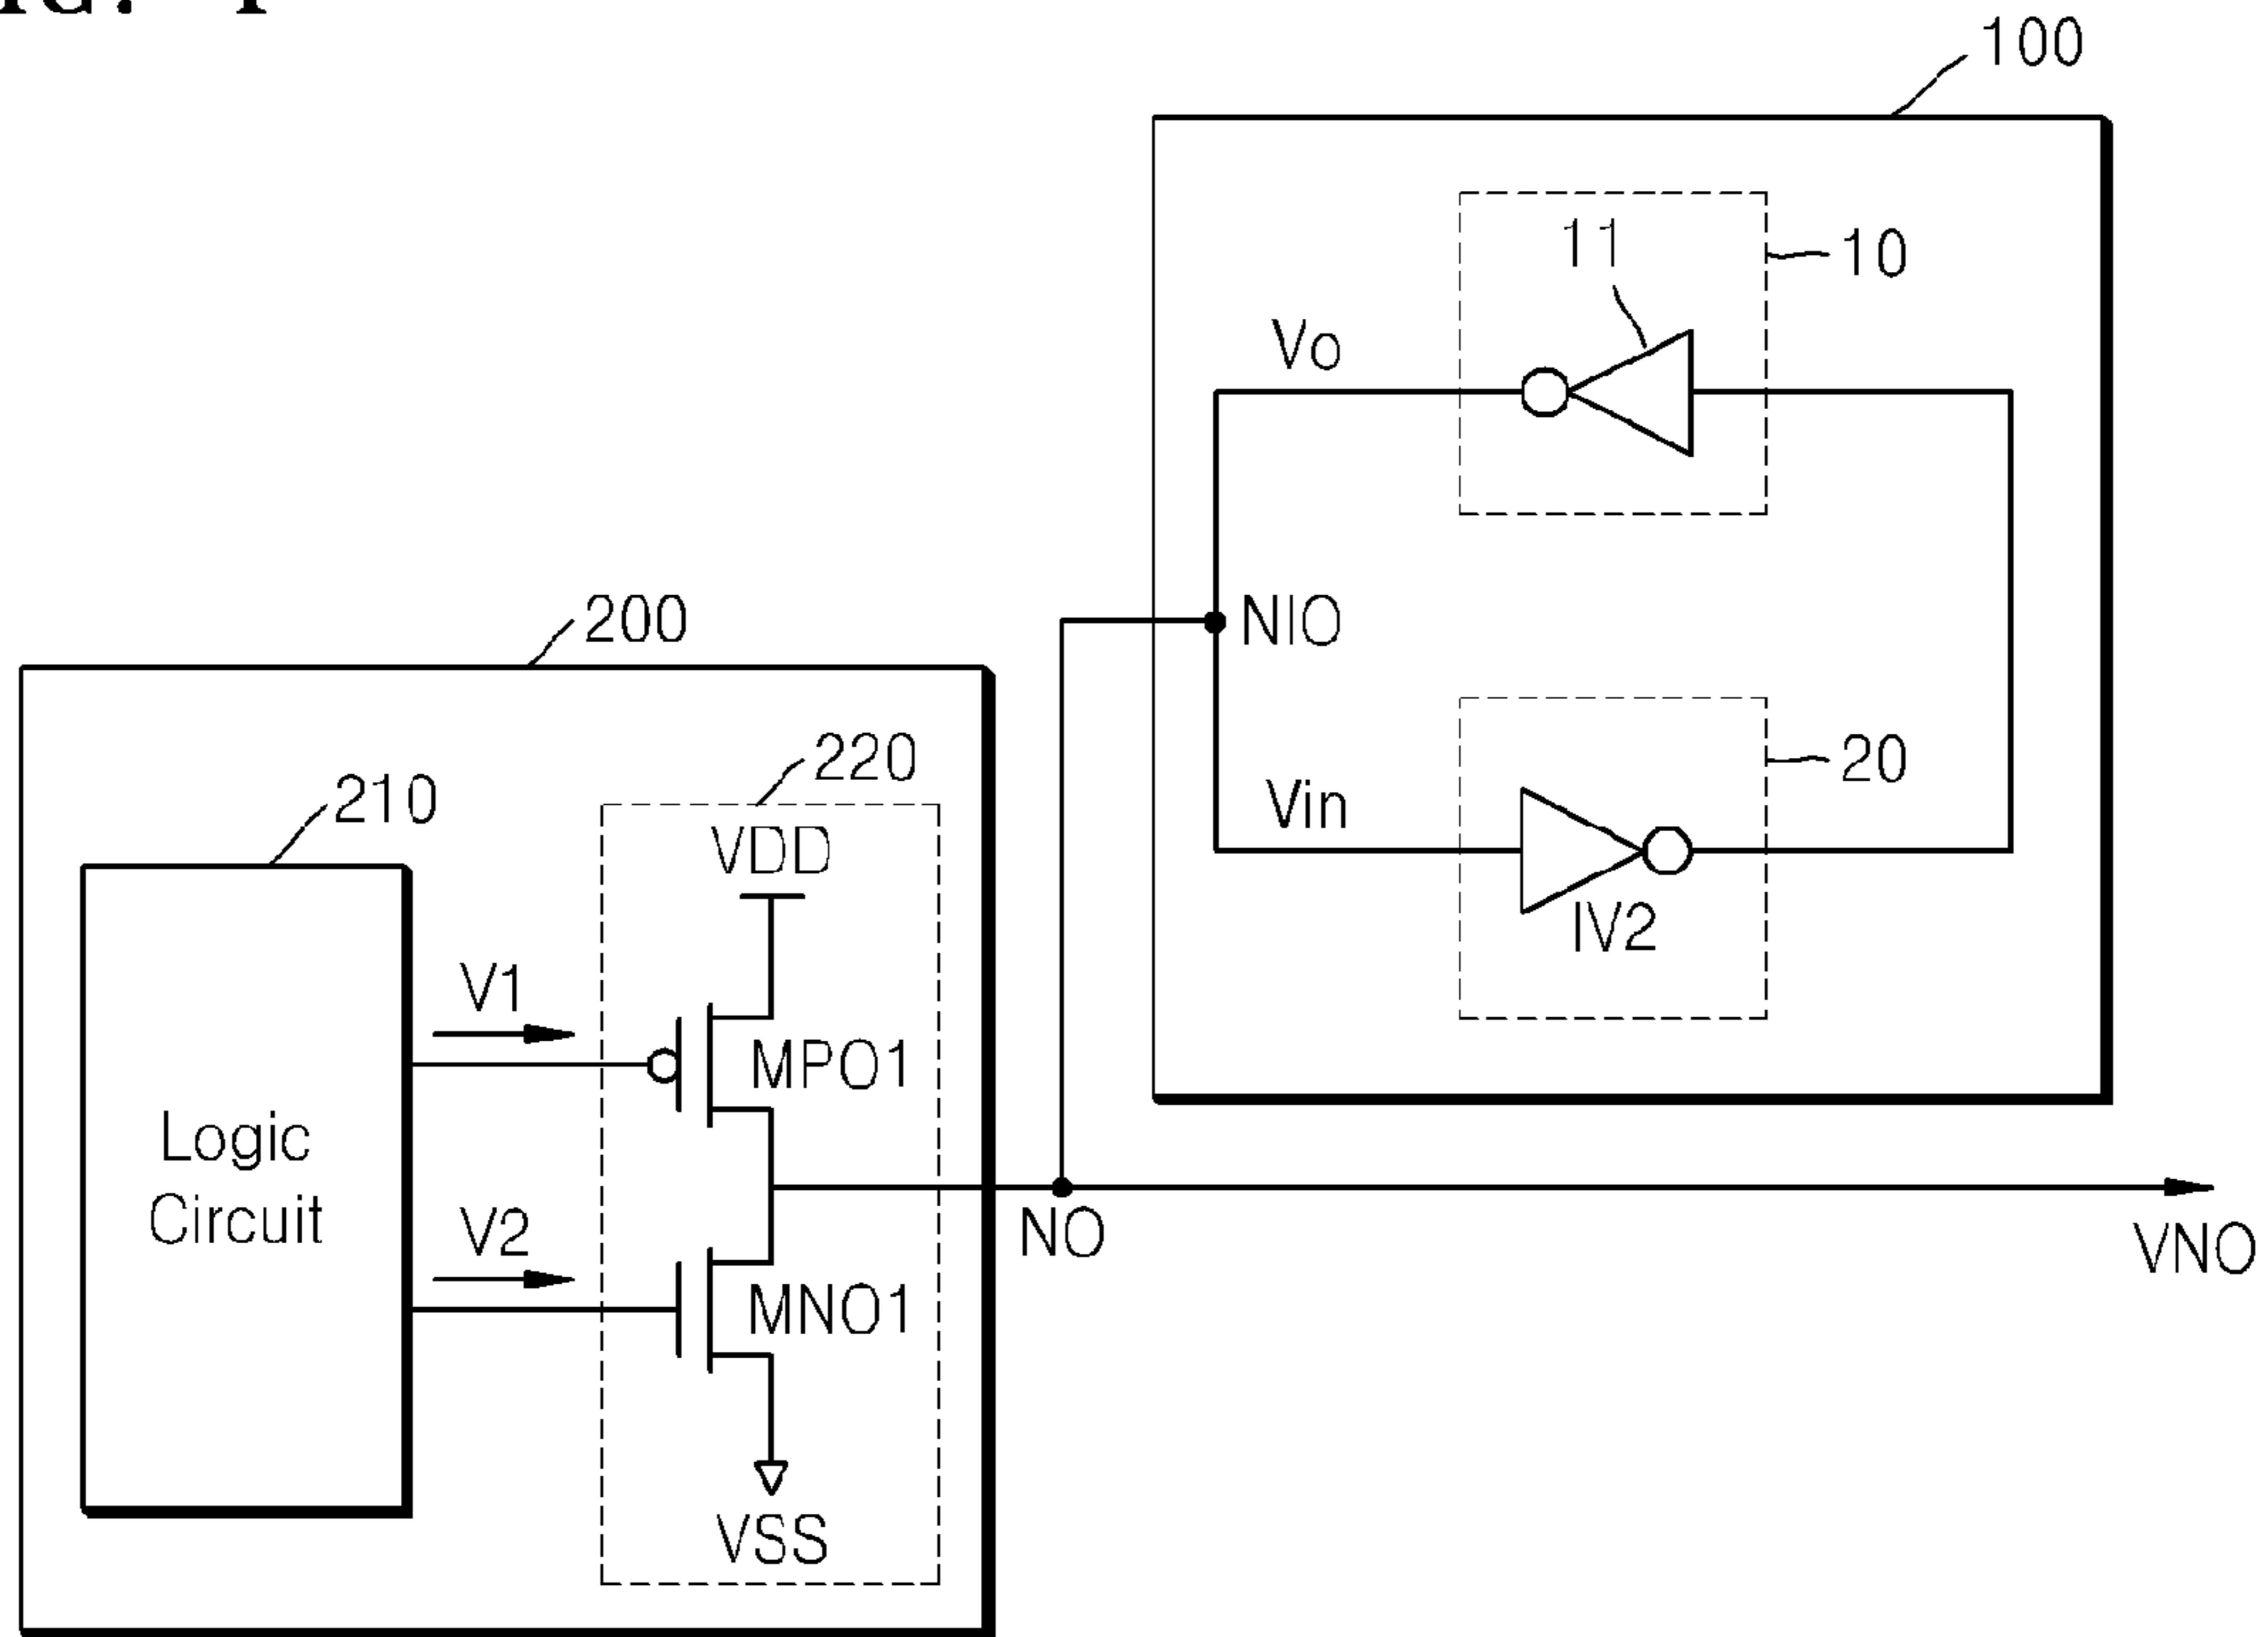 100
11
10
Vo
NIO
200
20
220
Vin
210
VDD
IV2
V1
MPO1
Logic
Circuit
V2
NO
VNO
MNO1
VSS